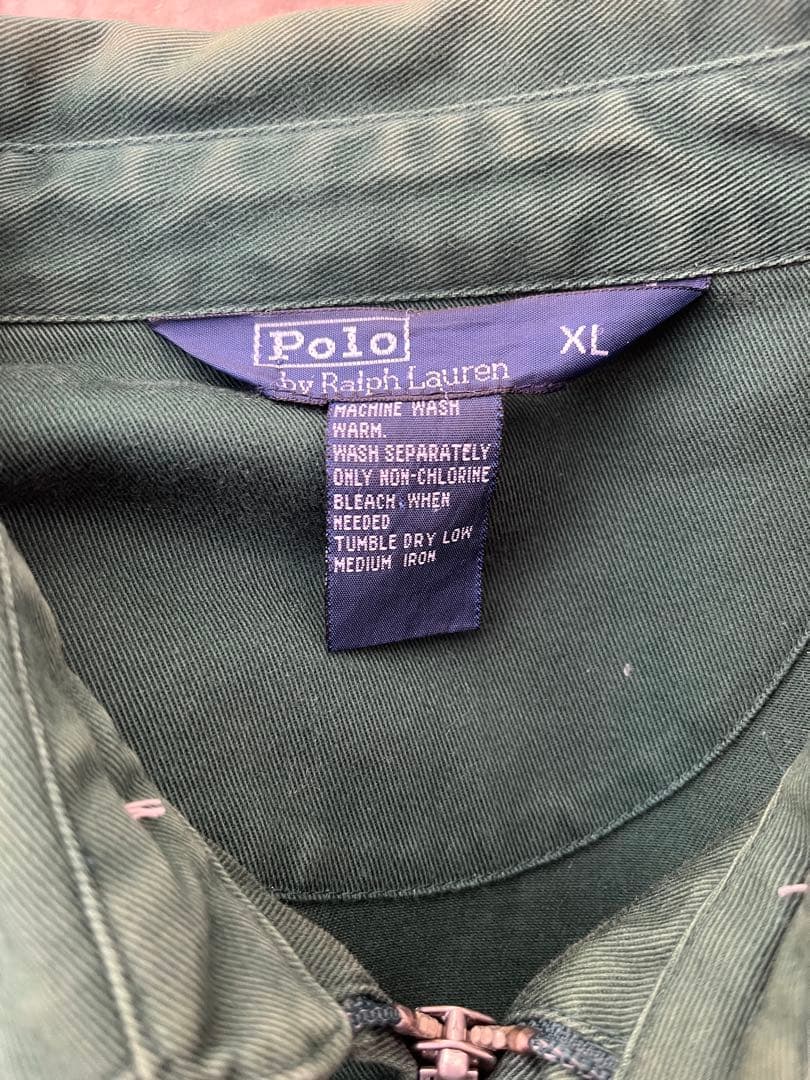 Polo XL
by Ralph Lauren
MACHINE WASH
WARM.
WASH SEPARATELY
ONLY NON-CHLORINE
BLEACH WHEN
NEEDED
TUMBLE DRY LOW
MEDIUM IRON